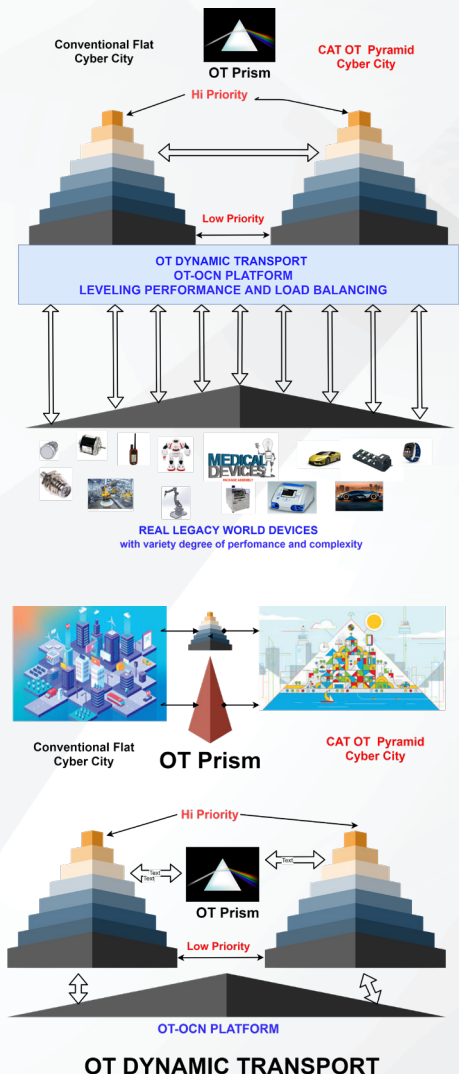 Conventional Flat
Cyber City
OT Prism
CAT OT Pyramid
Cyber City
Hi Priority
Low Priority
OT DYNAMIC TRANSPORT
OT-OCN PLATFORM
LEVELING PERFORMANCE AND LOAD BALANCING
MEDICAL
DEVICES
PACKAGE ASSEMBLY
REAL LEGACY WORLD DEVICES
with variety degree of perfomance and complexity
Conventional Flat
Cyber City
OT Prism
CAT OT Pyramid
Cyber City
Hi Priority
Text
Text
Text
OT Prism
Low Priority
OT-OCN PLATFORM
OT DYNAMIC TRANSPORT